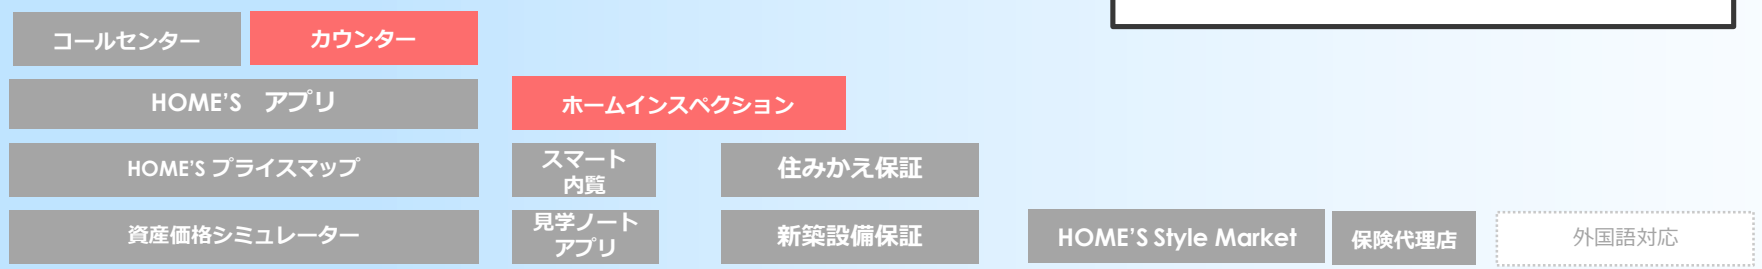 コールセンター
カウンター
HOME'S アプリ
ホームインスペクション
HOME'S プライスマップ
スマート
内覧
住みかえ保証
資産価格シミュレーター
見学ノート
アプリ
新築設備保証
HOME'S Style Market
保険代理店
外国語対応